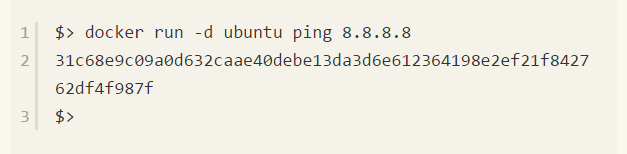 1 $> docker run -d ubuntu ping 8.8.8.8
2 31c68e9c09a0d632caae40debe13da3d6e612364198e2ef21f8427
62df4f987f
3 $>